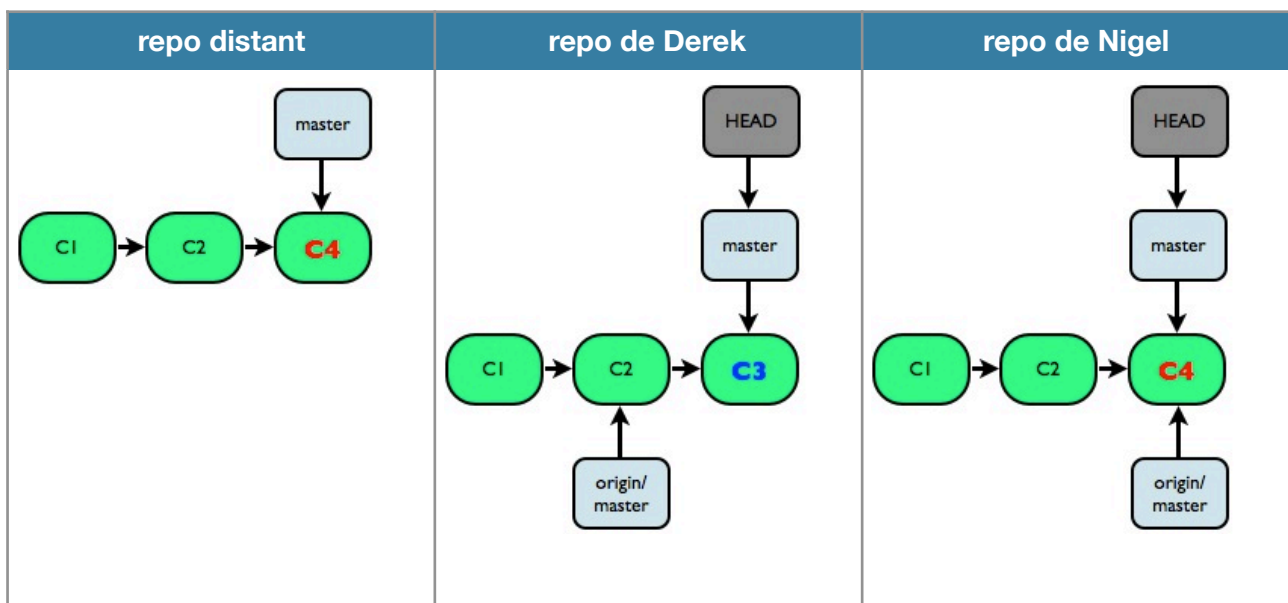 repo distant
repo de Derek
repo de Nigel
master
C1
C2
C4
HEAD
master
C1
C2
C3
origin/
master
HEAD
master
C1
C2
C4
origin/
master